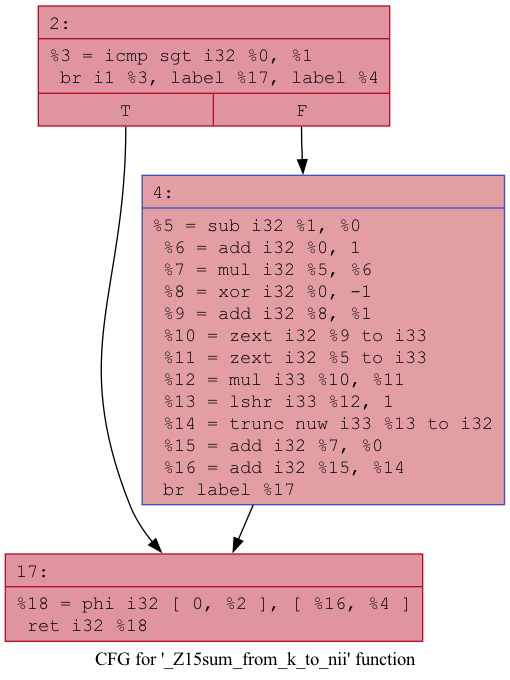 2:
%3 = icmp sgt i32 %0, %1
br i1 %3, label %17, label %4
T F
4:
%5 = sub i32 %1, %0
%6 = add i32 %0, 1
%7 = mul i32 %5, %6
%8 = xor i32 %0, -1
%9 = add i32 %8, %1
%10 = zext i32 %9 to i33
%11 = zext i32 %5 to i33
%12 = mul i33 %10, %11
%13 = lshr i33 %12, 1
%14 = trunc nuw i33 %13 to i32
%15 = add i32 %7, %0
%16 = add i32 %15, %14
br label %17
17:
%18 = phi i32 [ 0, %2 ], [ %16, %4 ]
ret i32 %18
CFG for '_Z15sum_from_k_to_nii' function